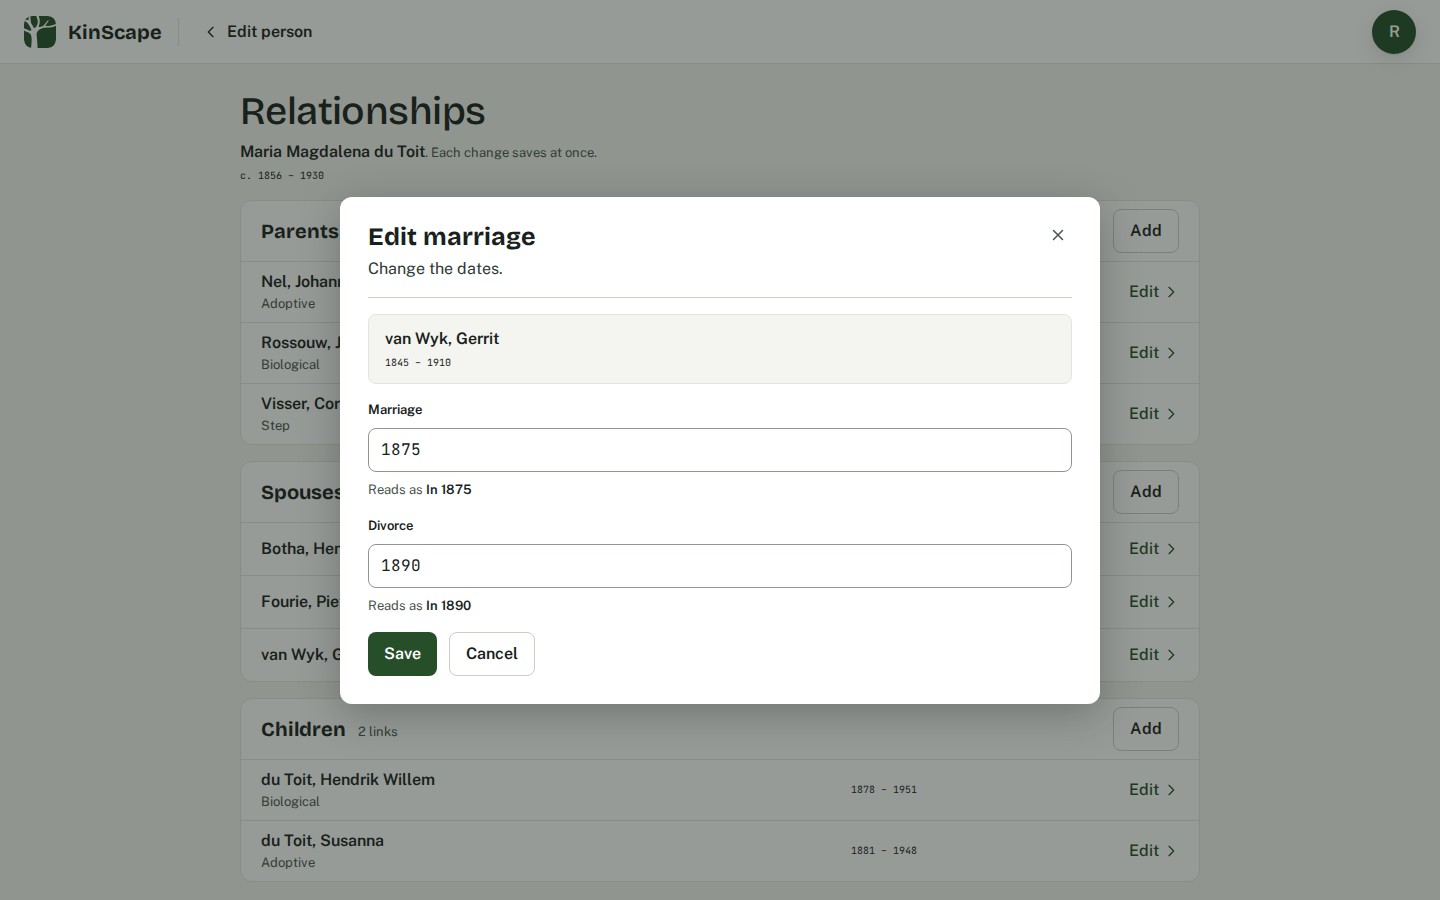 KinScape
Edit person
R
Relationships
Maria Magdalena du Toit. Each change saves at once.
c. 1856 – 1930
Parents
Add
Nel, Johann
Adoptive
Edit
Rossouw, J
Biological
Edit
Visser, Cor
Step
Edit
Edit marriage
Change the dates.
van Wyk, Gerrit
1845 – 1910
Marriage
1875
Reads as In 1875
Divorce
1890
Reads as In 1890
Save Cancel
Spouses
Add
Botha, Her
Edit
Fourie, Pie
Edit
van Wyk, G
Edit
Children 2 links
Add
du Toit, Hendrik Willem
Biological
1878 – 1951
Edit
du Toit, Susanna
Adoptive
1881 – 1948
Edit